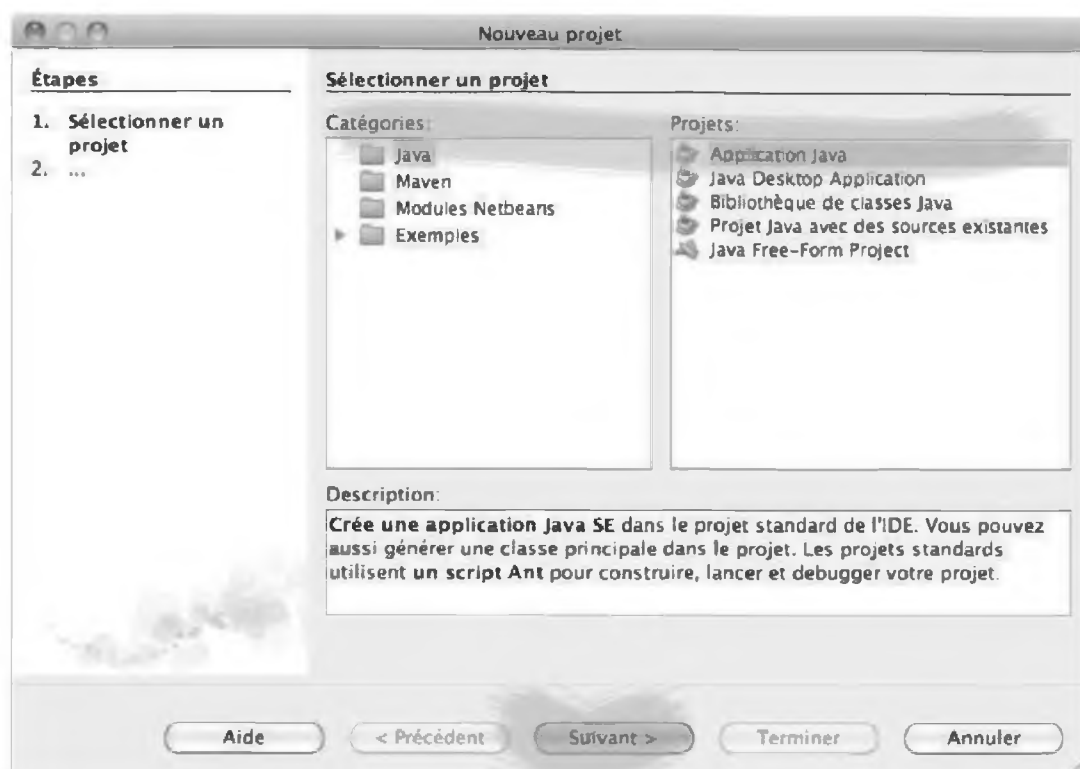 Nouveau projet
Étapes
1. Sélectionner un
projet
2. ...
Sélectionner un projet
Catégories:
Java
Maven
Modules Netbeans
Exemples
Projets:
Application Java
Java Desktop Application
Bibliothèque de classes Java
Projet Java avec des sources existantes
Java Free-Form Project
Description:
Crée une application Java SE dans le projet standard de l'IDE. Vous pouvez
aussi générer une classe principale dans le projet. Les projets standards
utilisent un script Ant pour construire, lancer et debugger votre projet.
Aide
< Précédent
Suivant >
Terminer
Annuler